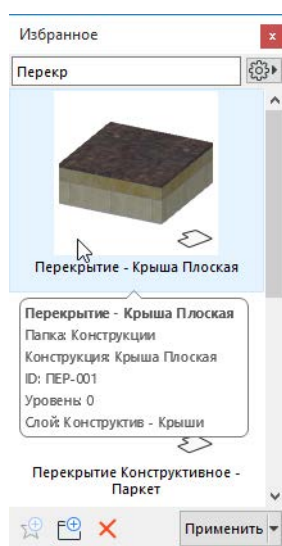 Избранное
x
Перекр
Перекрытие - Крыша Плоская
Перекрытие - Крыша Плоская
Папка: Конструкции
Конструкция: Крыша Плоская
ID: ПЕР-001
Уровень: 0
Слой: Конструктив - Крыши
Перекрытие Конструктивное -
Паркет
Применить